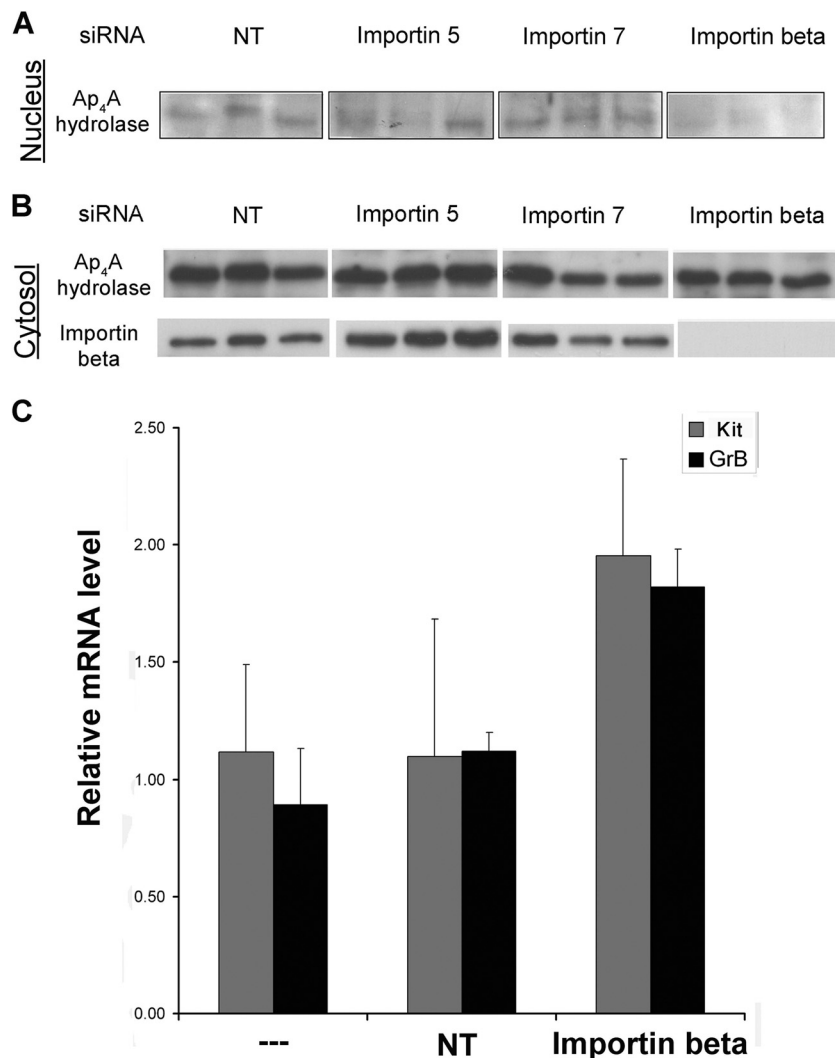 A
siRNA NT Importin 5 Importin 7 Importin beta
Nucleus
Ap4A
hydrolase
B
siRNA NT Importin 5 Importin 7 Importin beta
Cytosol
Ap4A
hydrolase
Importin
beta
C
Kit
GrB
Relative mRNA level
2.50
2.00
1.50
1.00
0.50
0.00
--- NT Importin beta